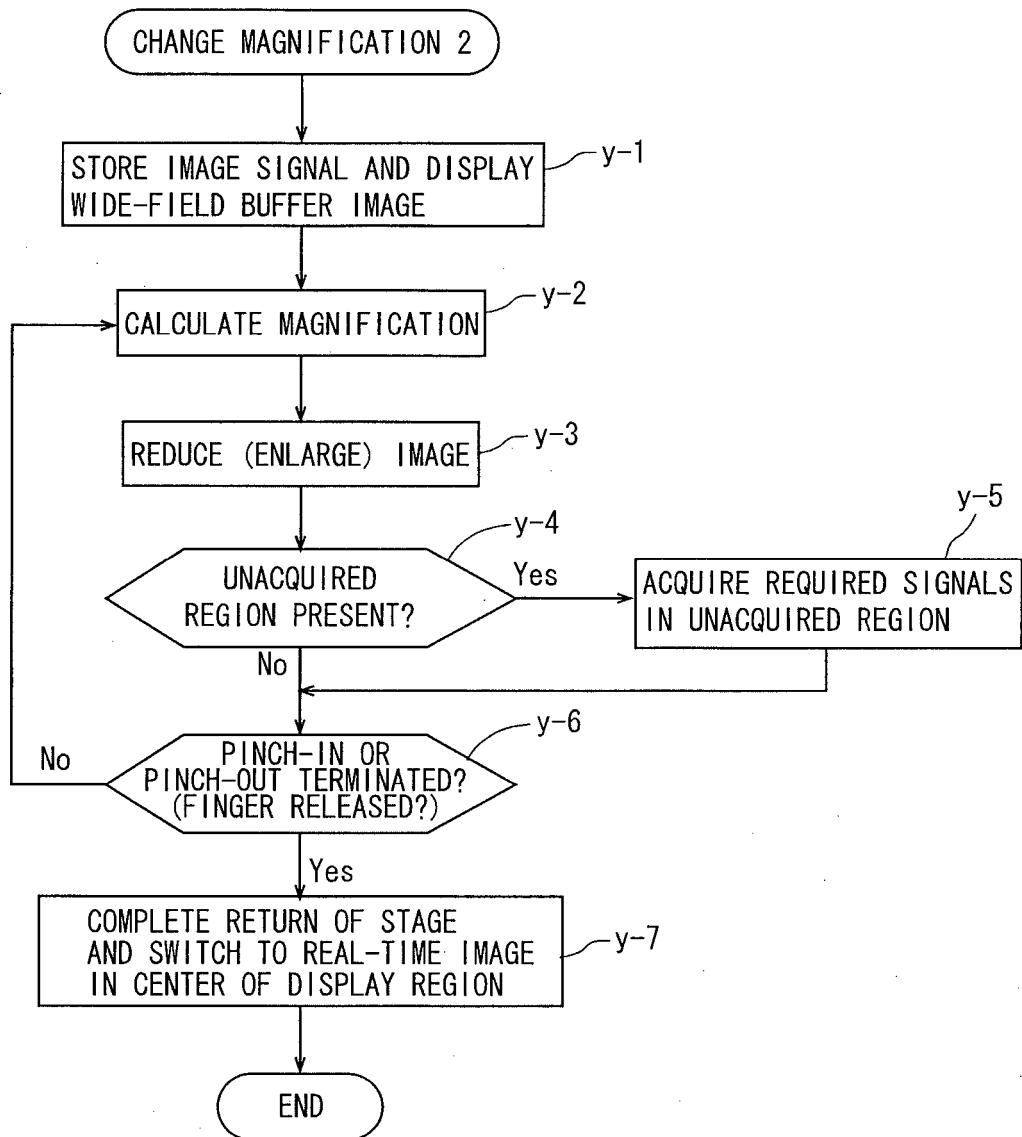 CHANGE MAGNIFICATION 2
y-1
STORE IMAGE SIGNAL AND DISPLAY
WIDE-FIELD BUFFER IMAGE
y-2
CALCULATE MAGNIFICATION
y-3
REDUCE (ENLARGE) IMAGE
y-4
UNACQUIRED
REGION PRESENT?
Yes
y-5
ACQUIRE REQUIRED SIGNALS
IN UNACQUIRED REGION
No
y-6
PINCH-IN OR
PINCH-OUT TERMINATED?
(FINGER RELEASED?)
No
Yes
COMPLETE RETURN OF STAGE
AND SWITCH TO REAL-TIME IMAGE
IN CENTER OF DISPLAY REGION
y-7
END